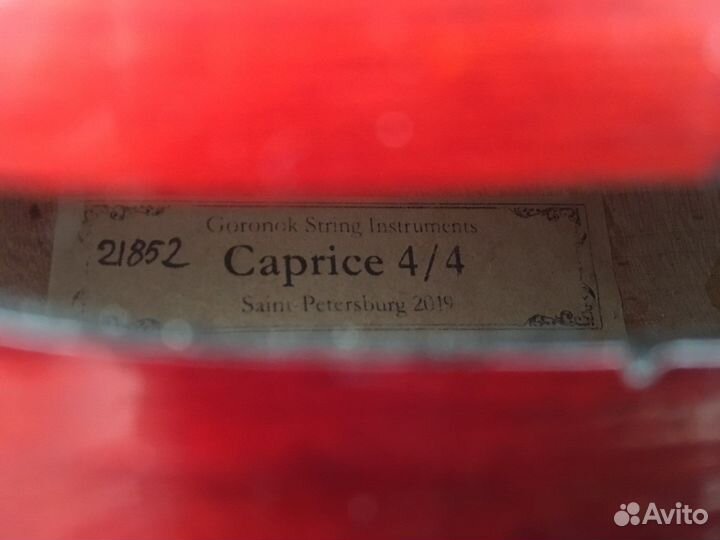 Goronok String Instruments
21852
Caprice 4/4
Saint-Petersburg 2019
Avito